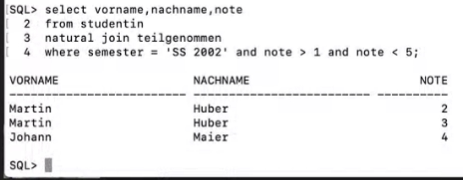 SQL> select vorname,nachname,note
2 from studentin
3 natural join teilgenommen
4 where semester = 'SS 2002' and note > 1 and note < 5;
VORNAME NACHNAME NOTE
------------------------- ------------------------- ----------
Martin Huber 2
Martin Huber 3
Johann Maier 4
SQL>